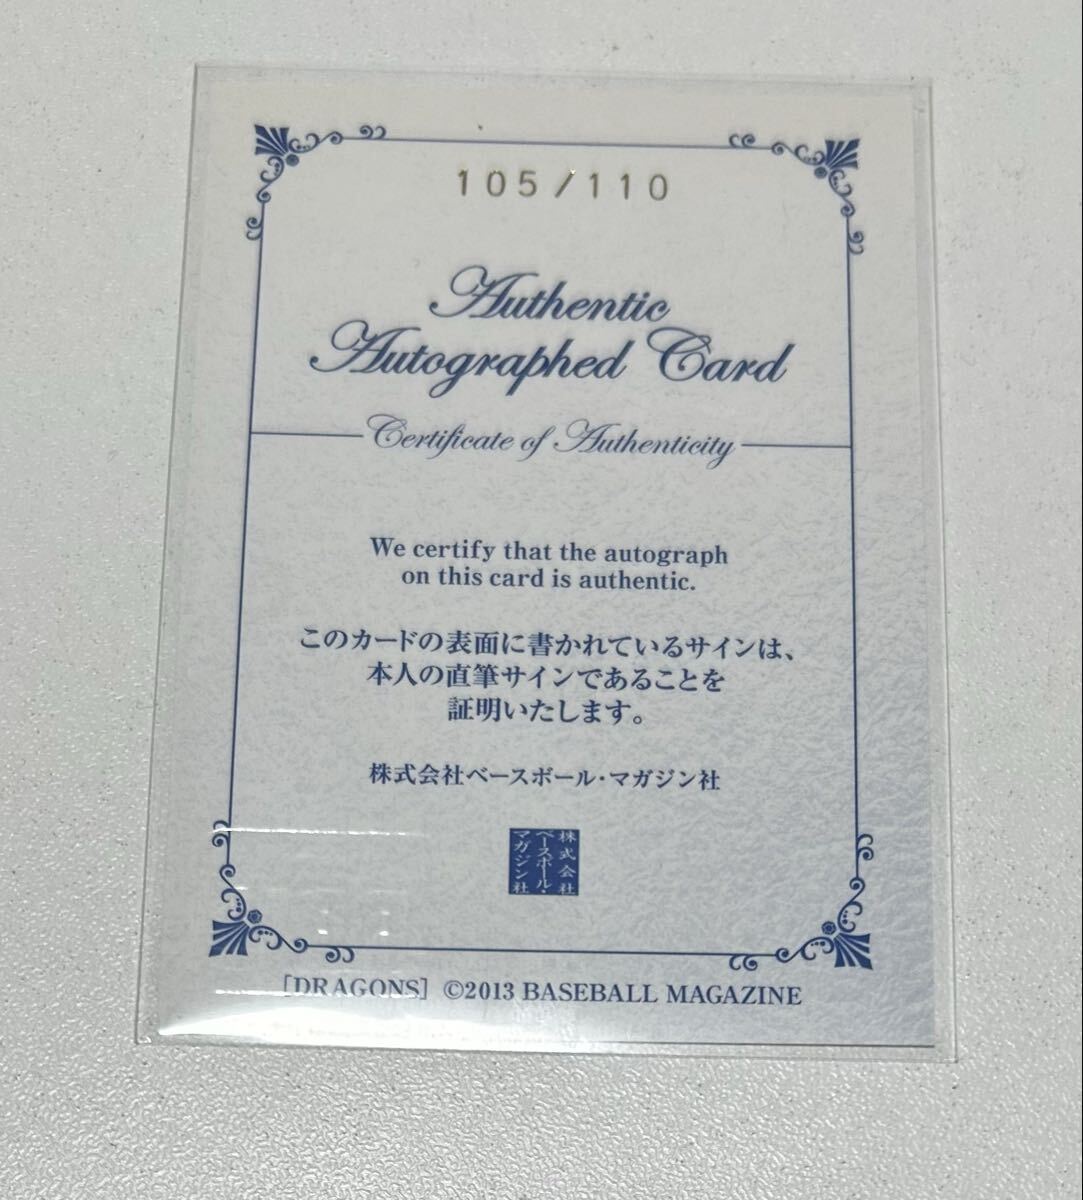 105/110
Authentic
Autographed Card
Certificate of Authenticity
We certify that the autograph
on this card is authentic.
このカードの表面に書かれているサインは、
本人の直筆サインであることを
証明いたします。
株式会社ベースボール・マガジン社
株式会社
ベースボール・
マガジン社
[DRAGONS] ©2013 BASEBALL MAGAZINE